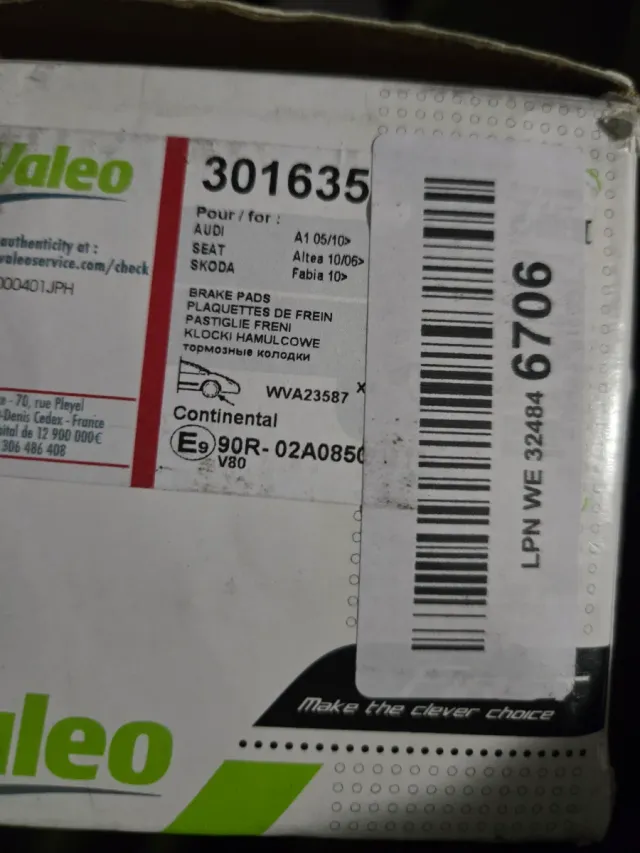 Valeo
authenticity at :
valeoservice.com/check
000401JPH
- 70, rue Pleyel
-Denis Cedex - France
ital de 12 900 000€
306 486 408
301635
Pour / for :
AUDI A1 05/10>
SEAT Altea 10/06>
SKODA Fabia 10>
BRAKE PADS
PLAQUETTES DE FREIN
PASTIGLIE FRENI
KLOCKI HAMULCOWE
тормозные колодки
WVA23587 x
Continental
E9 90R- 02A0850
V80
LPN WE 32484 6706
Make the clever choice
aleo